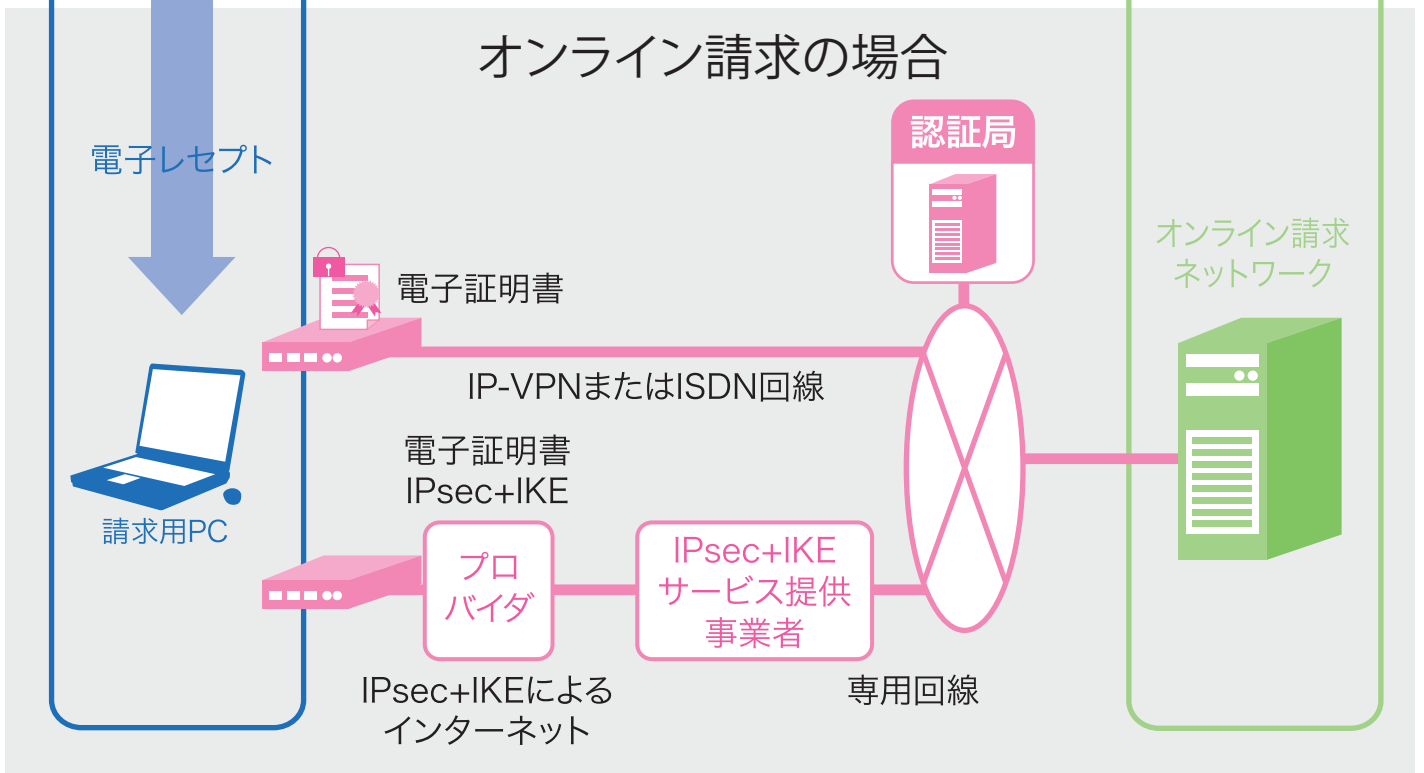 オンライン請求の場合
電子レセプト
認証局
オンライン請求
ネットワーク
電子証明書
IP-VPNまたはISDN回線
電子証明書
IPsec+IKE
請求用PC
プロ
バイダ
IPsec+IKE
サービス提供
事業者
IPsec+IKEによる
インターネット
専用回線